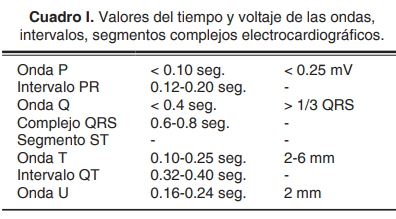 Cuadro I. Valores del tiempo y voltaje de las ondas,
intervalos, segmentos complejos electrocardiográficos.
Onda P < 0.10 seg. < 0.25 mV
Intervalo PR 0.12-0.20 seg. -
Onda Q < 0.4 seg. > 1/3 QRS
Complejo QRS 0.6-0.8 seg. -
Segmento ST - -
Onda T 0.10-0.25 seg. 2-6 mm
Intervalo QT 0.32-0.40 seg. -
Onda U 0.16-0.24 seg. 2 mm